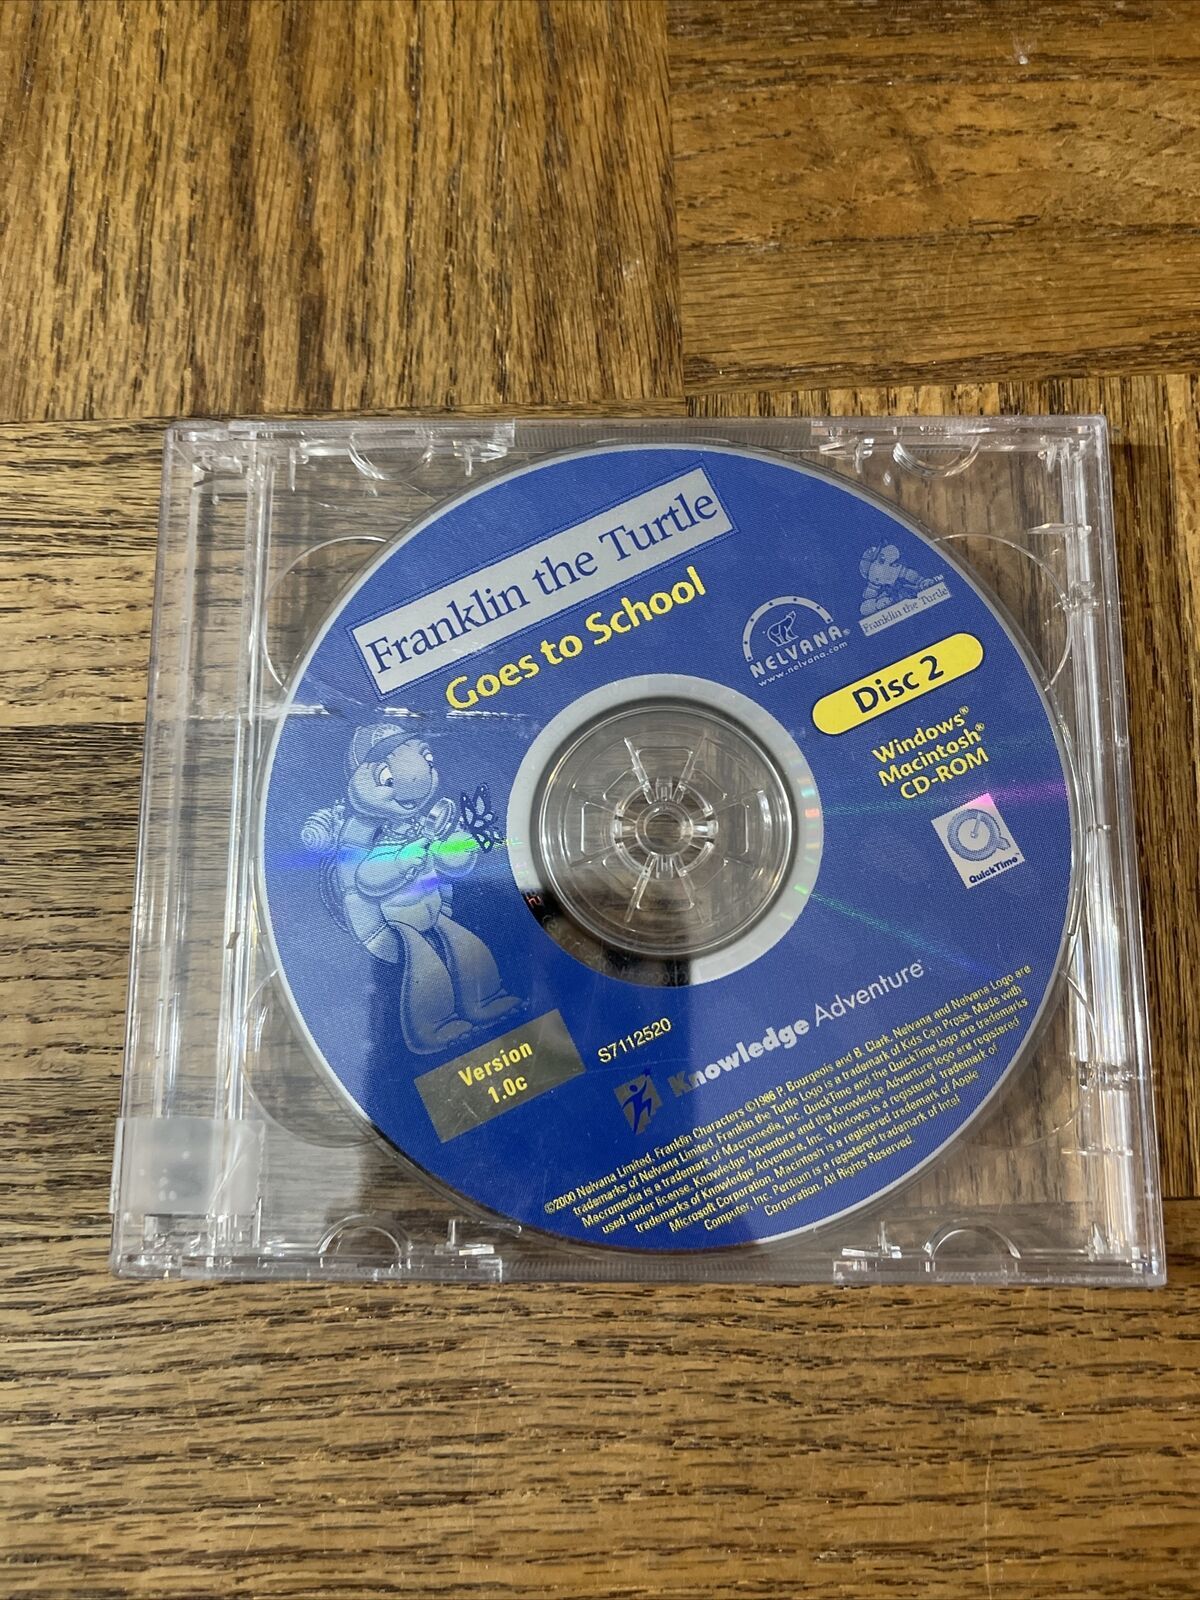 Franklin the Turtle
Goes to School
NELVANA®
www.nelvana.com
Franklin the Turtle™
Disc 2
Windows®
Macintosh®
CD-ROM
QuickTime™
Version
1.0c
S7112520
Knowledge Adventure®
©2000 Nelvana Limited. Franklin Characters ©1986 P. Bourgeois and B. Clark. Nelvana and Nelvana Logo are
trademarks of Nelvana Limited. Franklin the Turtle Logo is a trademark of Kids Can Press. Made with
Macromedia is a trademark of Macromedia, Inc. QuickTime and the QuickTime logo are trademarks
used under license. Knowledge Adventure and the Knowledge Adventure logo are registered
trademarks of Knowledge Adventure, Inc. Windows is a registered trademark of
Microsoft Corporation. Macintosh is a registered trademark of Apple
Computer, Inc. Pentium is a registered trademark of Intel
Corporation. All Rights Reserved.